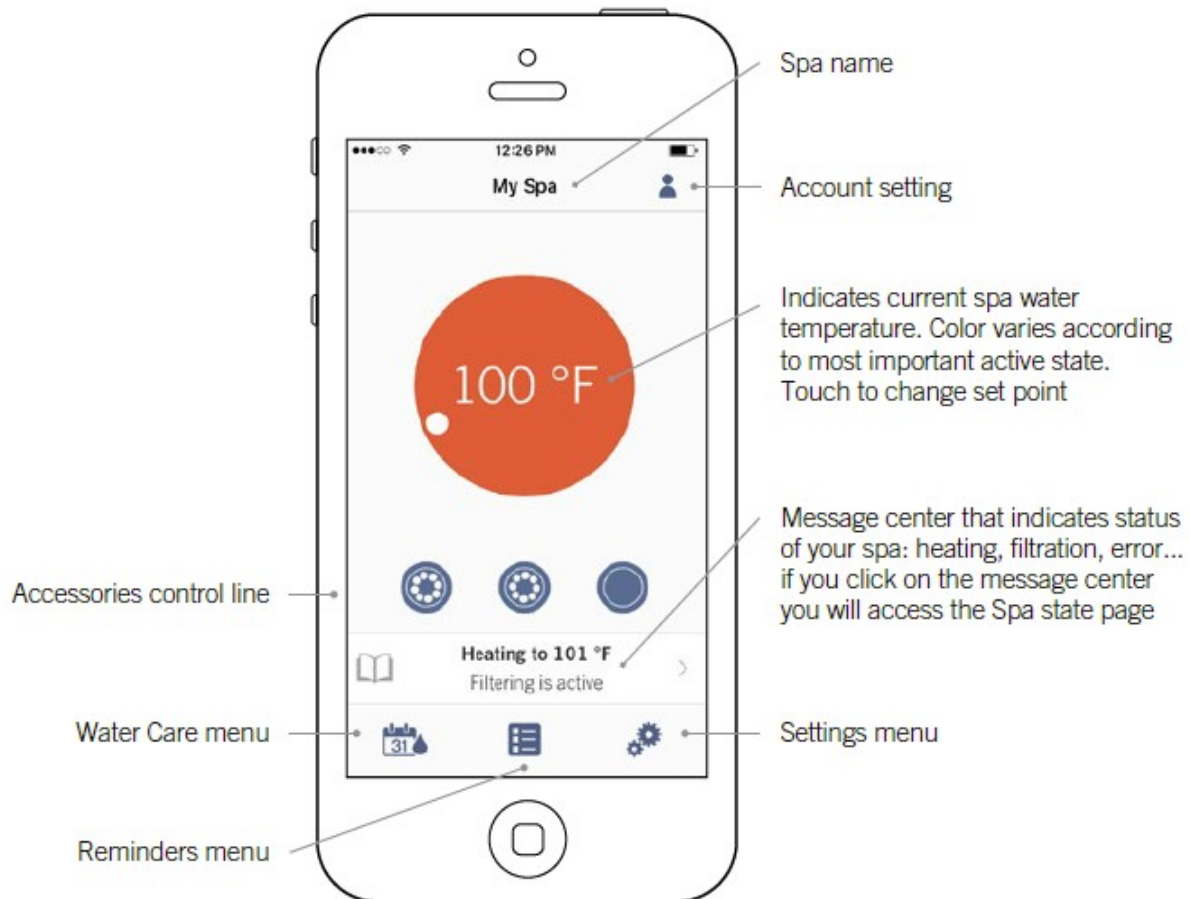 Spa name
12:26 PM
My Spa
Account setting
Indicates current spa water
temperature. Color varies according
to most important active state.
Touch to change set point
100 °F
Message center that indicates status
of your spa: heating, filtration, error...
if you click on the message center
you will access the Spa state page
Accessories control line
Heating to 101 °F
Filtering is active
Water Care menu
31
Settings menu
Reminders menu